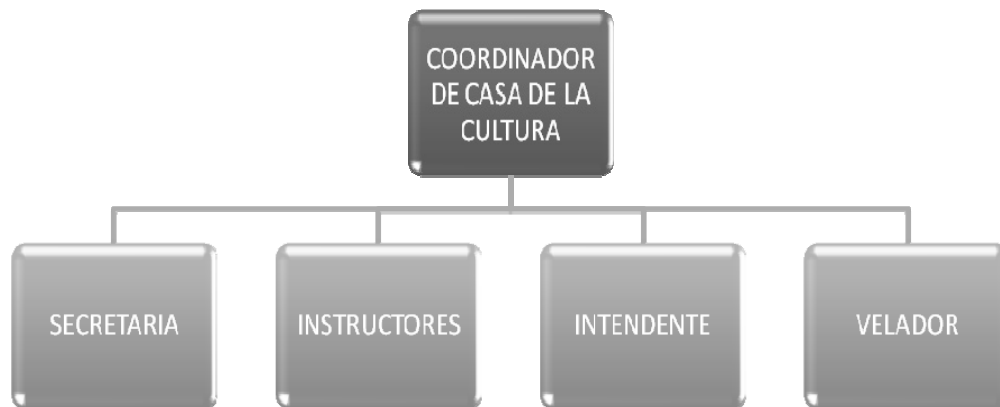 COORDINADOR
DE CASA DE LA
CULTURA
SECRETARIA
INSTRUCTORES
INTENDENTE
VELADOR